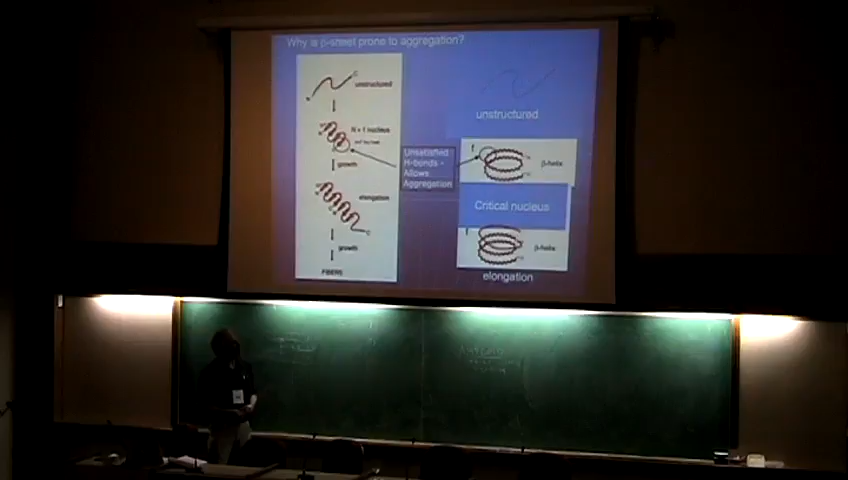 Why is β-sheet prone to aggregation?
unstructured
N + 1 nucleus
growth
elongation
growth
FIBERS
Unsatisfied
H-bonds -
Allows
Aggregation
unstructured
β-helix
Critical nucleus
β-helix
elongation